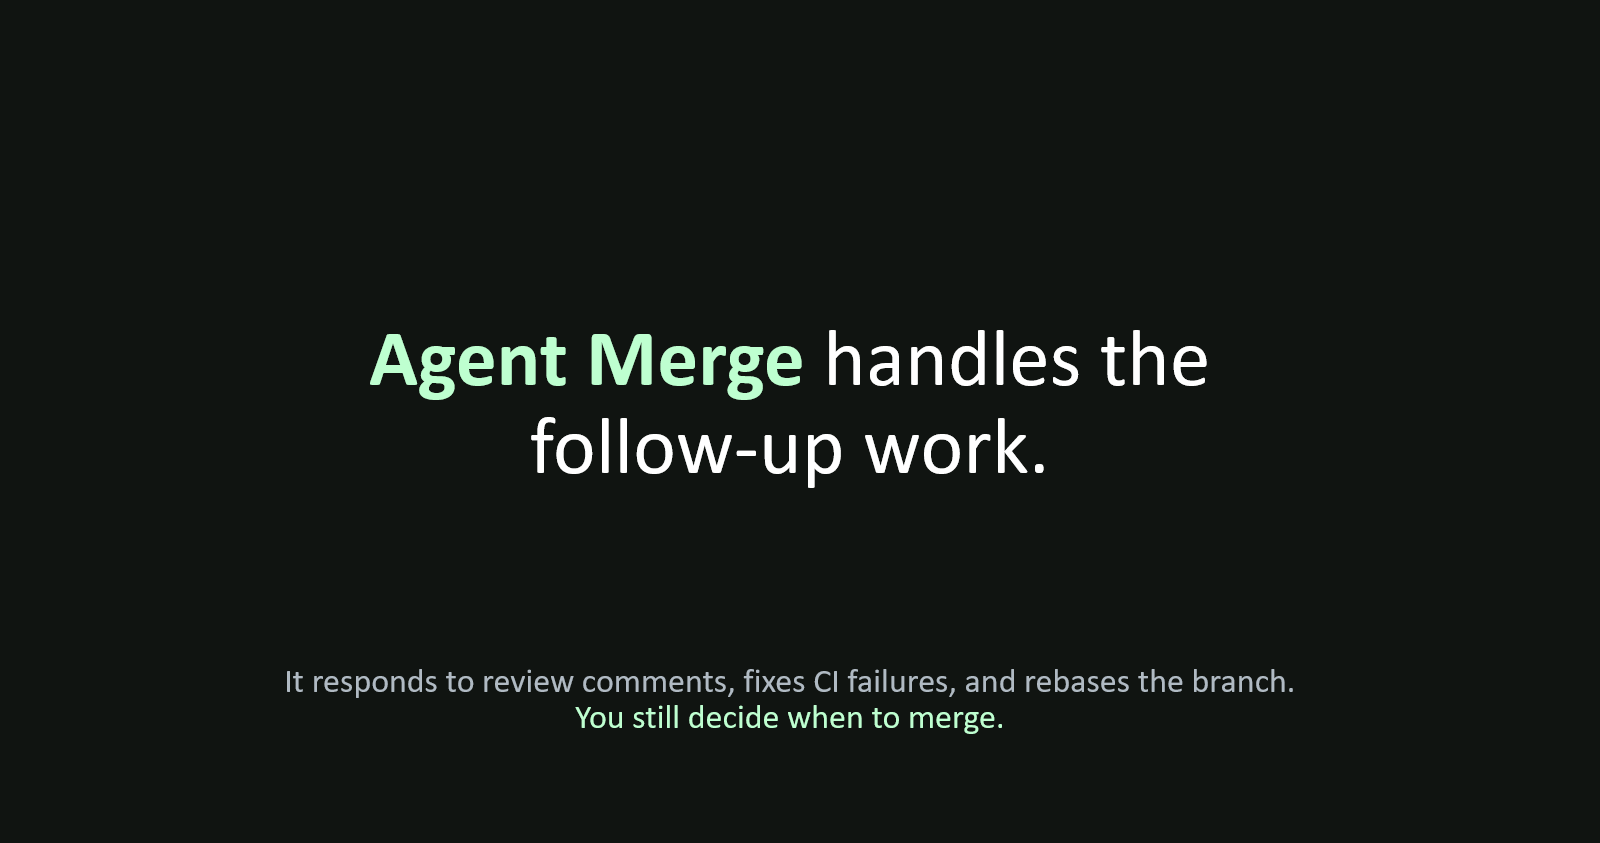 Agent Merge handles the
follow-up work.
It responds to review comments, fixes CI failures, and rebases the branch.
You still decide when to merge.